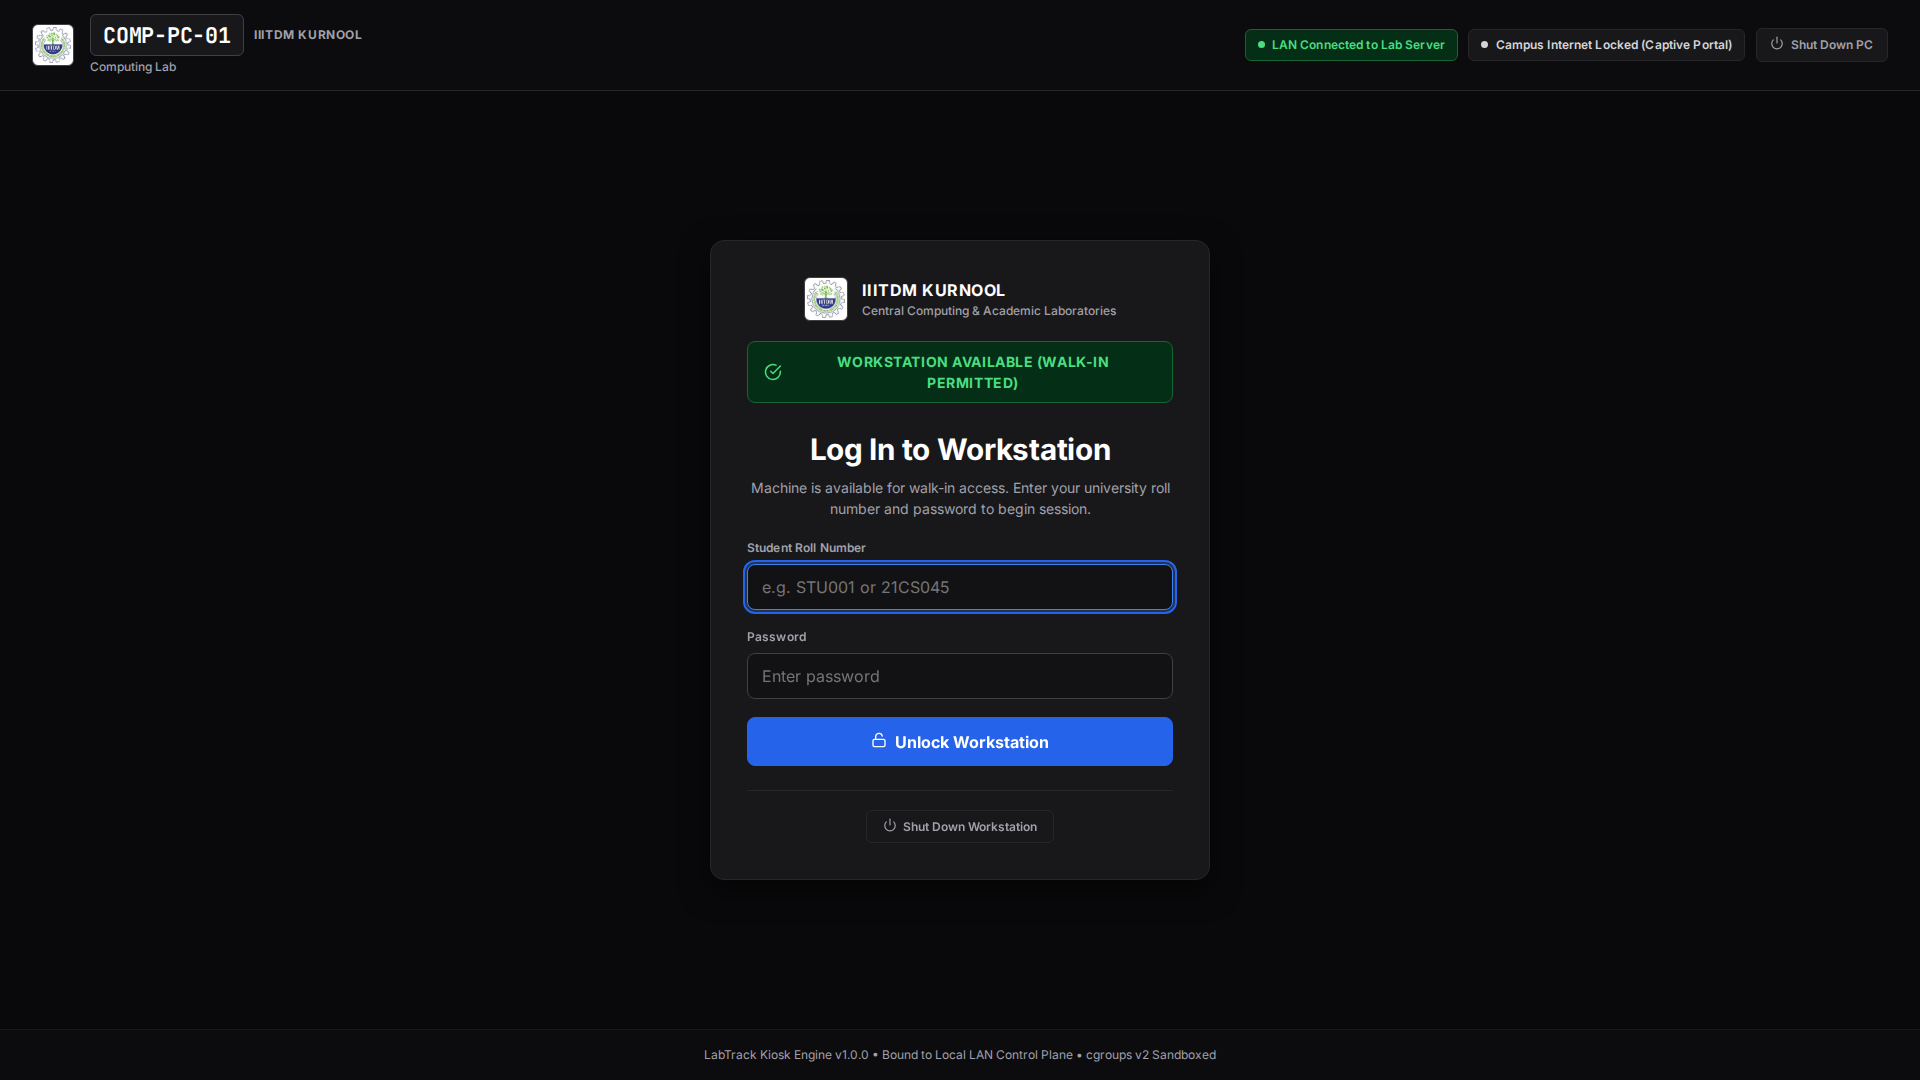 COMP-PC-01
IIITDM KURNOOL
Computing Lab
LAN Connected to Lab Server
Campus Internet Locked (Captive Portal)
Shut Down PC
IIITDM KURNOOL
Central Computing & Academic Laboratories
WORKSTATION AVAILABLE (WALK-IN
PERMITTED)
Log In to Workstation
Machine is available for walk-in access. Enter your university roll
number and password to begin session.
Student Roll Number
e.g. STU001 or 21CS045
Password
Enter password
Unlock Workstation
Shut Down Workstation
LabTrack Kiosk Engine v1.0.0 • Bound to Local LAN Control Plane • cgroups v2 Sandboxed